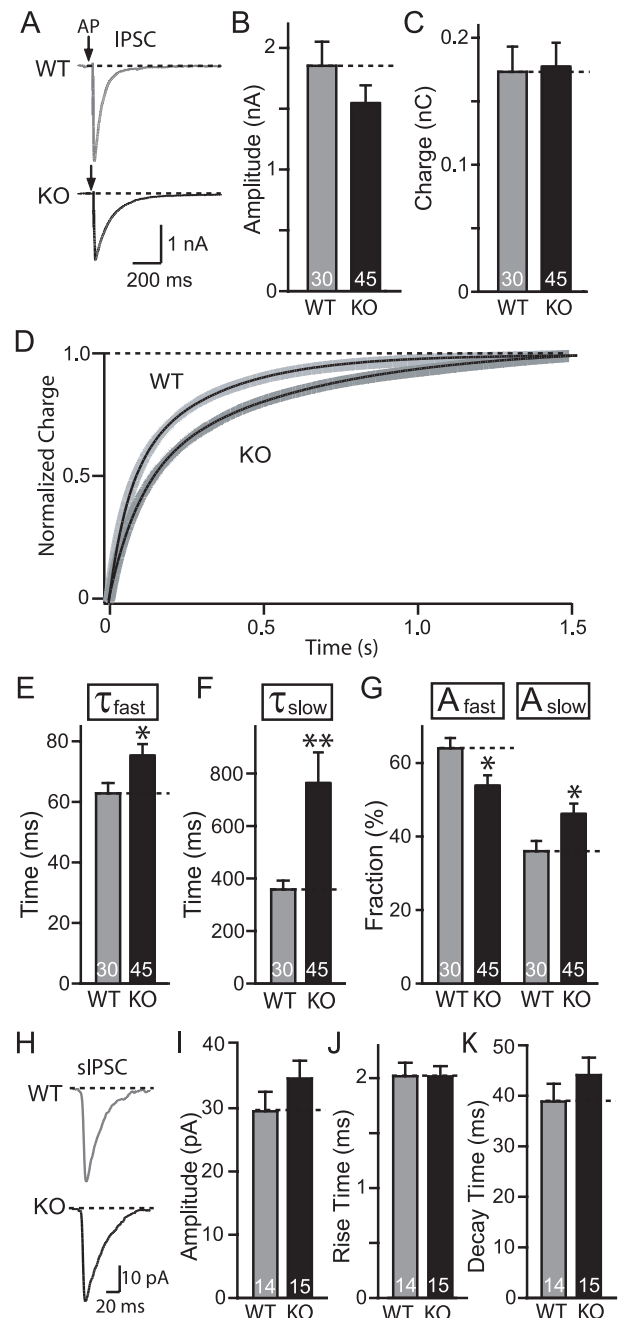 A
AP
IPSC
WT
KO
1 nA
200 ms
B
Amplitude (nA)
2
1
0
30
45
WT KO
C
Charge (nC)
0.2
0.1
0
30
45
WT KO
D
Normalized Charge
1.0
0.5
0
WT
KO
0
0.5
1.0
1.5
Time (s)
E
τfast
Time (ms)
80
60
40
20
0
*
30
45
WT KO
F
τslow
Time (ms)
800
600
400
200
0
**
30
45
WT KO
G
A fast
A slow
Fraction (%)
60
40
20
0
*
*
30
45
30
45
WT KO
WT KO
H
sIPSC
WT
KO
10 pA
20 ms
I
Amplitude (pA)
40
30
20
10
0
14
15
WT KO
J
Rise Time (ms)
2
1
0
14
15
WT KO
K
Decay Time (ms)
50
40
30
20
10
0
14
15
WT KO